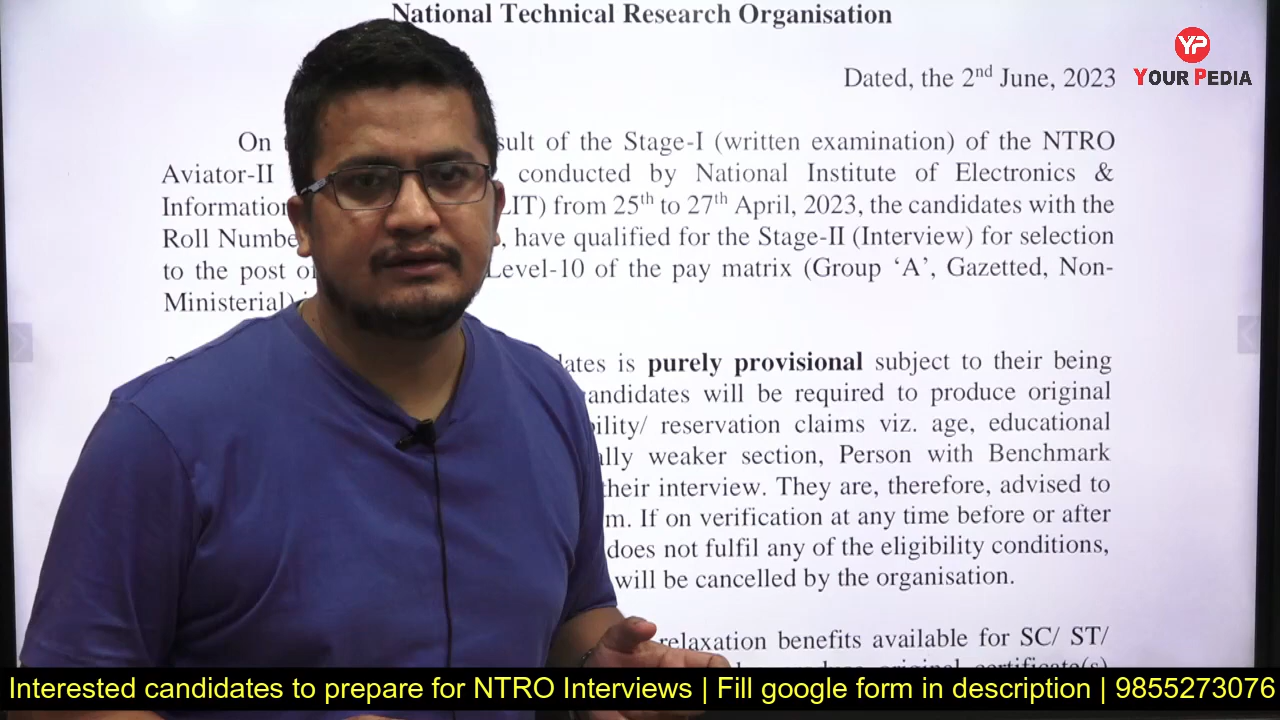 National Technical Research Organisation
YP
YOUR PEDIA
Dated, the 2nd June, 2023
On sult of the Stage-I (written examination) of the NTRO
Aviator-II conducted by National Institute of Electronics &
Information LIT) from 25th to 27th April, 2023, the candidates with the
Roll Numbe , have qualified for the Stage-II (Interview) for selection
to the post of Level-10 of the pay matrix (Group ‘A’, Gazetted, Non-
Ministerial)
dates is purely provisional subject to their being
candidates will be required to produce original
bility/ reservation claims viz. age, educational
ally weaker section, Person with Benchmark
their interview. They are, therefore, advised to
m. If on verification at any time before or after
does not fulfil any of the eligibility conditions,
will be cancelled by the organisation.
relaxation benefits available for SC/ ST/
Interested candidates to prepare for NTRO Interviews | Fill google form in description | 9855273076